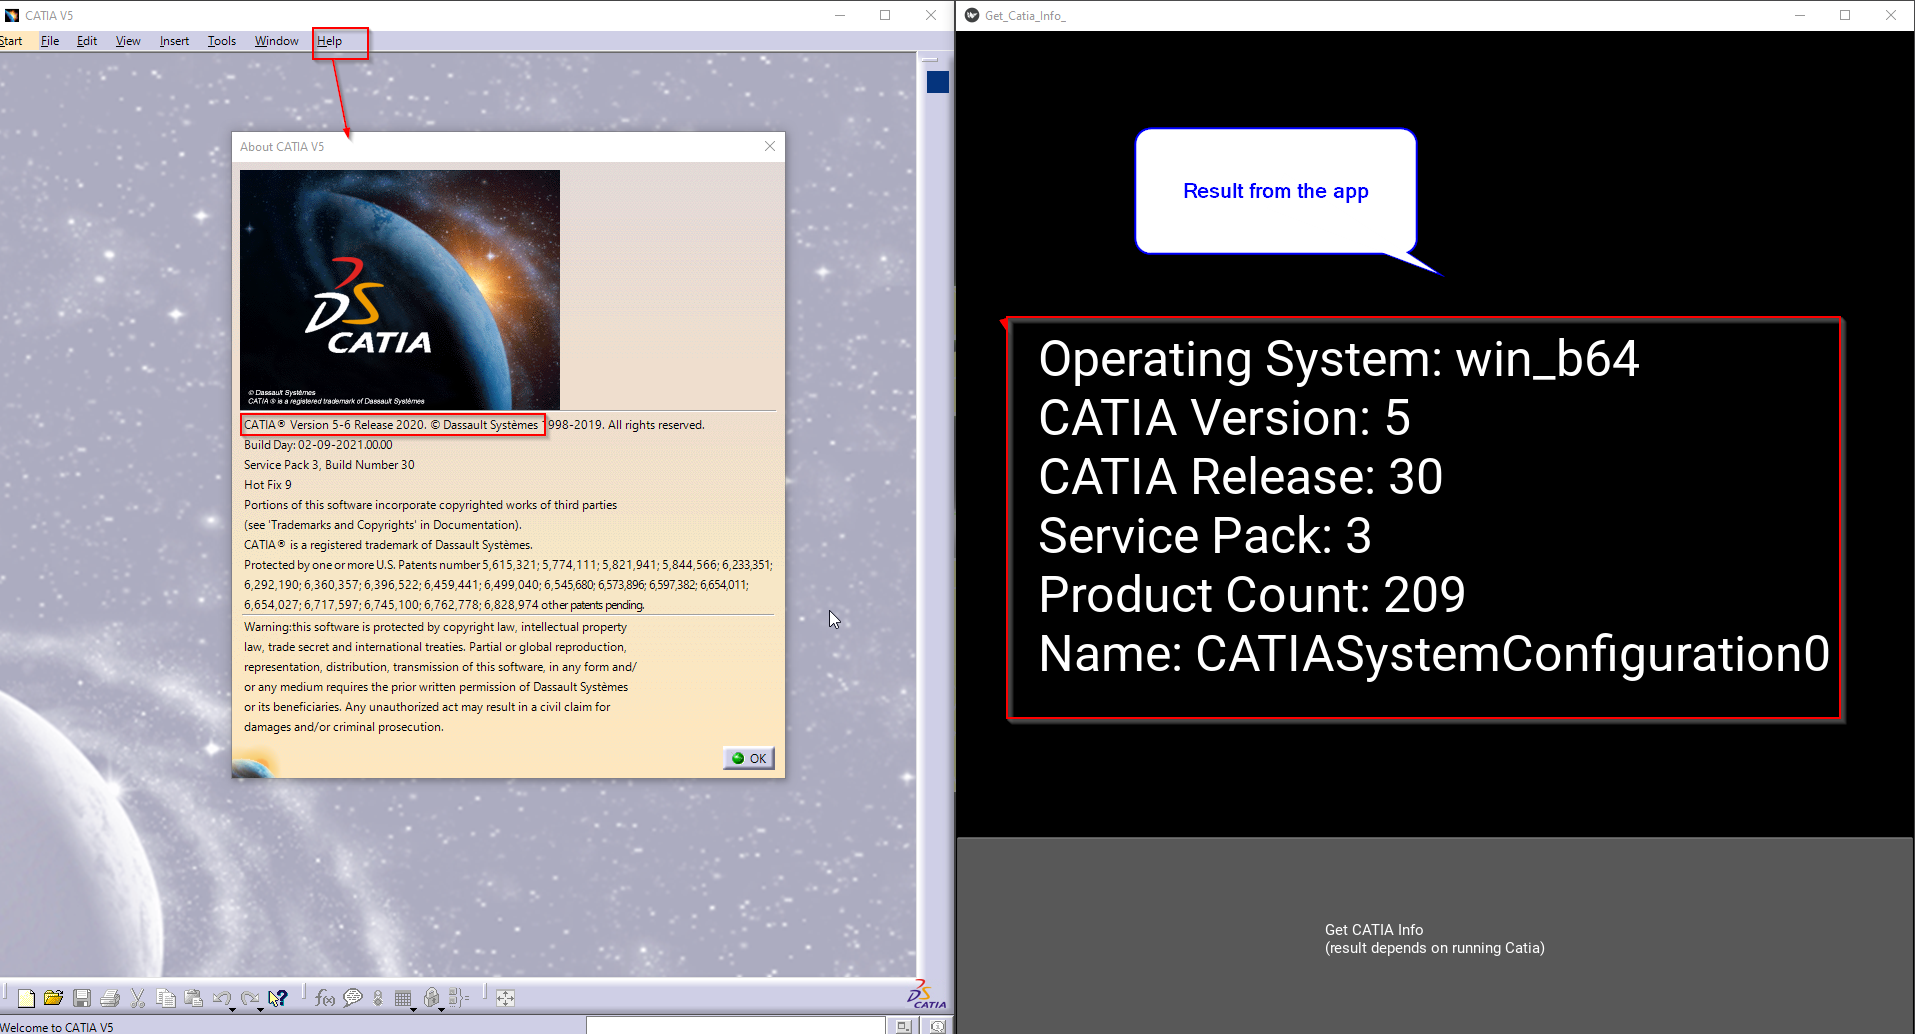 CATIA V5
Start File Edit View Insert Tools Window Help
About CATIA V5
DS
CATIA
© Dassault Systèmes
CATIA ® is a registered trademark of Dassault Systèmes
CATIA® Version 5-6 Release 2020. © Dassault Systèmes 1998-2019. All rights reserved.
Build Day: 02-09-2021.00.00
Service Pack 3, Build Number 30
Hot Fix 9
Portions of this software incorporate copyrighted works of third parties
(see 'Trademarks and Copyrights' in Documentation).
CATIA® is a registered trademark of Dassault Systèmes.
Protected by one or more U.S. Patents number 5,615,321; 5,774,111; 5,821,941; 5,844,566; 6,233,351;
6,292,190; 6,360,357; 6,396,522; 6,459,441; 6,499,040; 6,545,680; 6,573,896; 6,597,382; 6,654,011;
6,654,027; 6,717,597; 6,745,100; 6,762,778; 6,828,974 other patents pending.
Warning:this software is protected by copyright law, intellectual property
law, trade secret and international treaties. Partial or global reproduction,
representation, distribution, transmission of this software, in any form and/
or any medium requires the prior written permission of Dassault Systèmes
or its beneficiaries. Any unauthorized act may result in a civil claim for
damages and/or criminal prosecution.
OK
f(x)
DS
CATIA
Welcome to CATIA V5
Get_Catia_Info_
Result from the app
Operating System: win_b64
CATIA Version: 5
CATIA Release: 30
Service Pack: 3
Product Count: 209
Name: CATIASystemConfiguration0
Get CATIA Info
(result depends on running Catia)